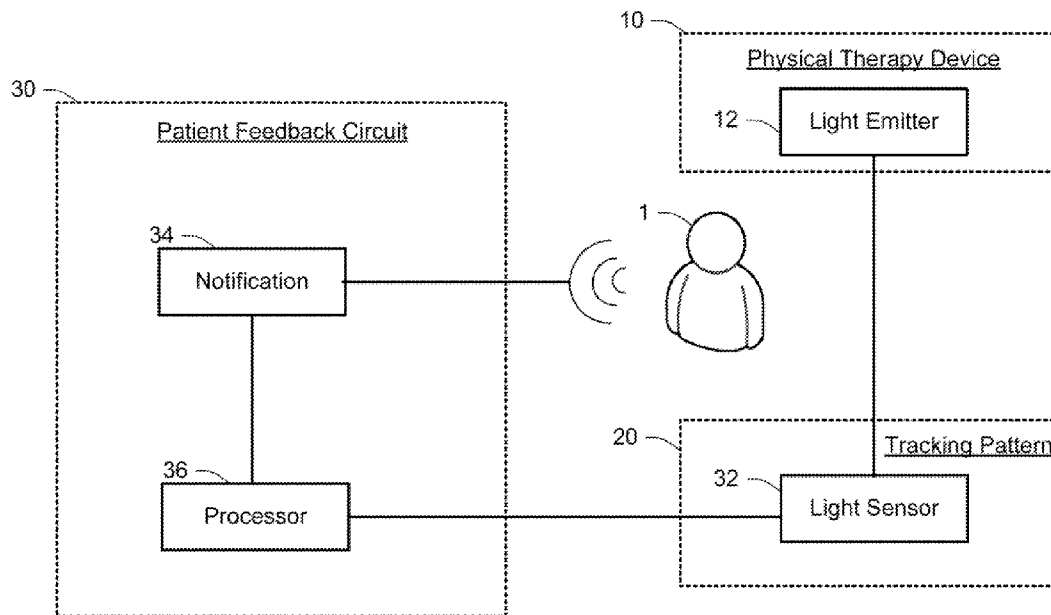 10
Physical Therapy Device
12
Light Emitter
30
Patient Feedback Circuit
1
34
Notification
20
Tracking Pattern
36
Processor
32
Light Sensor